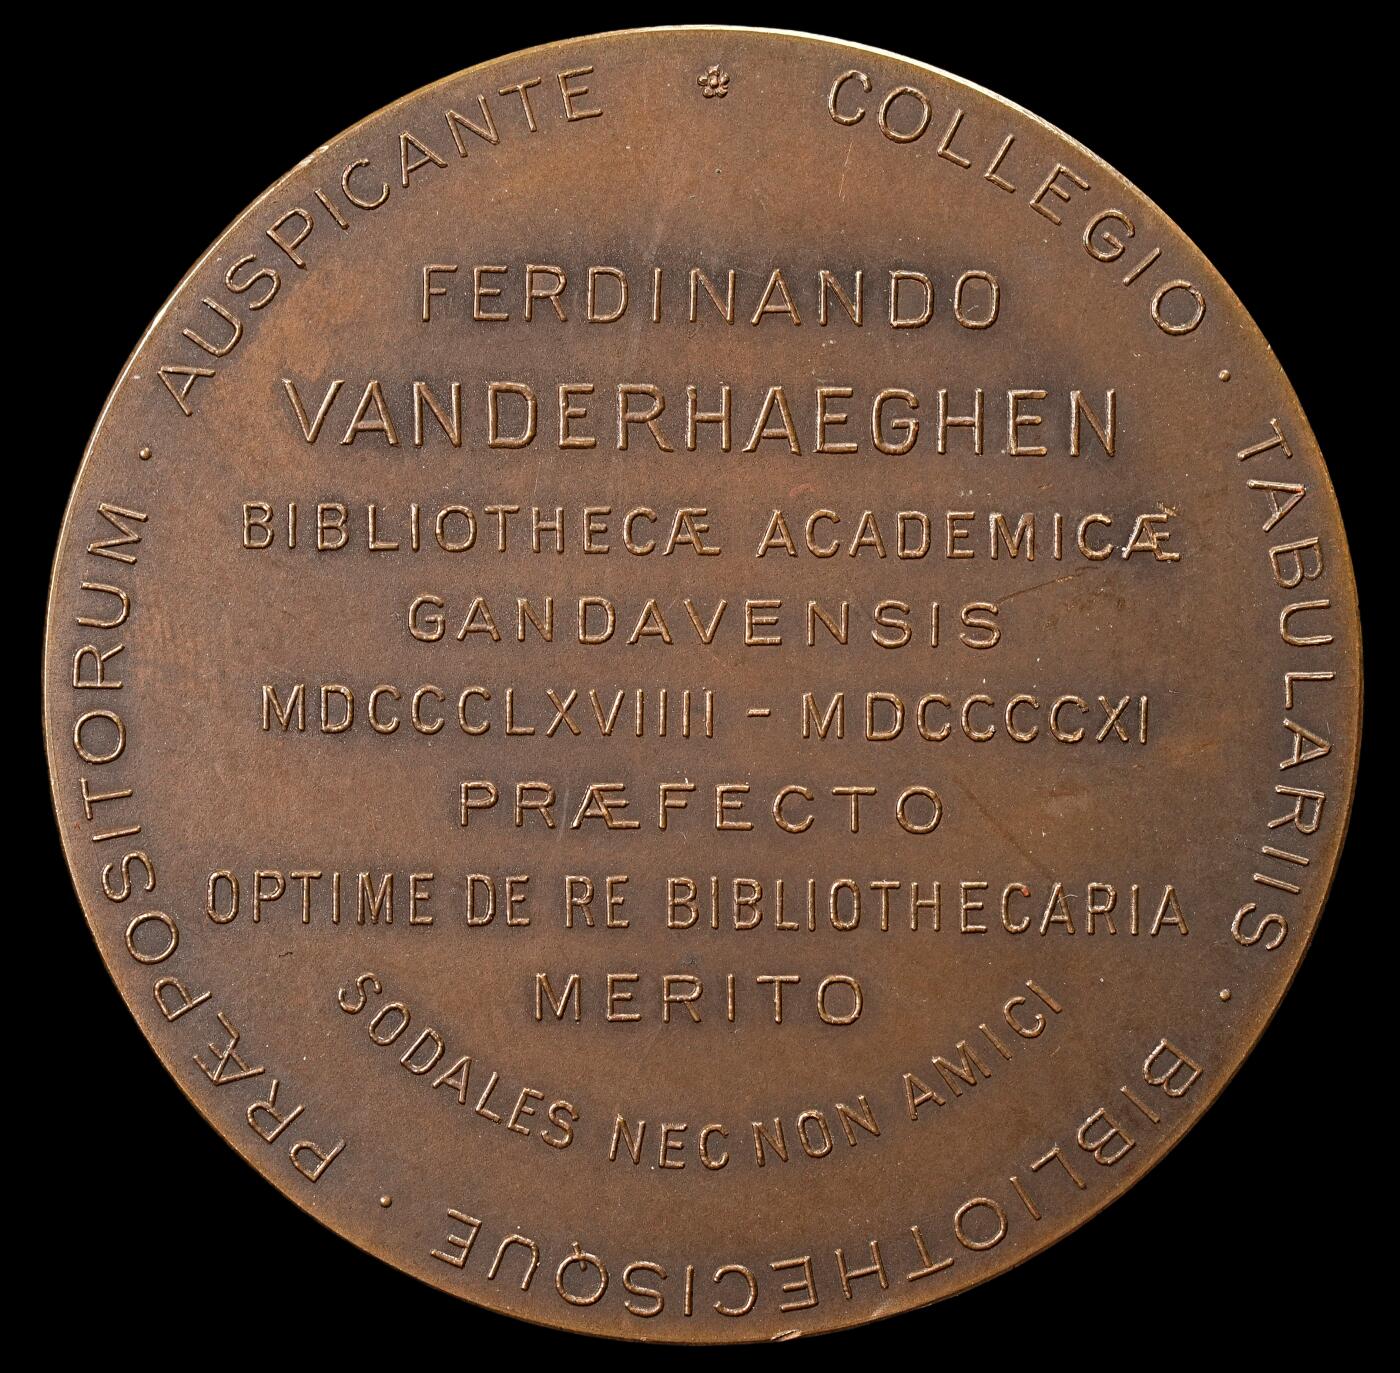 COLLEGIO · TABULARIIS · BIBLIOTHECISQUE · PRÆPOSITORUM · AUSPICANTE
FERDINANDO
VANDERHAEGHEN
BIBLIOTHECÆ ACADEMICÆ
GANDAVENSIS
MDCCCLXVIIII - MDCCCCXI
PRÆFECTO
OPTIME DE RE BIBLIOTHECARIA
MERITO
SODALES NEC NON AMICI